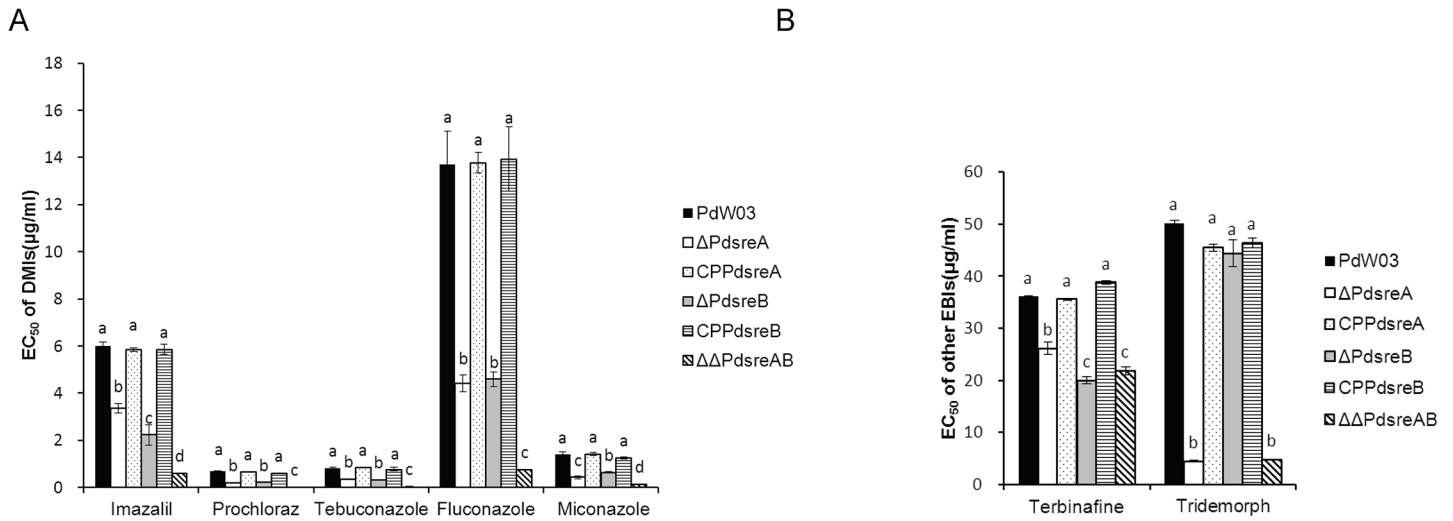 A
EC50 of DMIs(μg/ml)
18
16
14
12
10
8
6
4
2
0
a
b
a
c
a
d
a
b
a
b
a
c
a
b
a
b
a
c
a
b
a
b
a
c
a
c
a
b
a
d
Imazalil
Prochloraz
Tebuconazole
Fluconazole
Miconazole
PdW03
ΔPdsreA
CPPdsreA
ΔPdsreB
CPPdsreB
ΔΔPdsreAB
B
EC50 of other EBIs(μg/ml)
60
50
40
30
20
10
0
a
b
a
c
a
c
a
b
a
a
a
b
Terbinafine
Tridemorph
PdW03
ΔPdsreA
CPPdsreA
ΔPdsreB
CPPdsreB
ΔΔPdsreAB